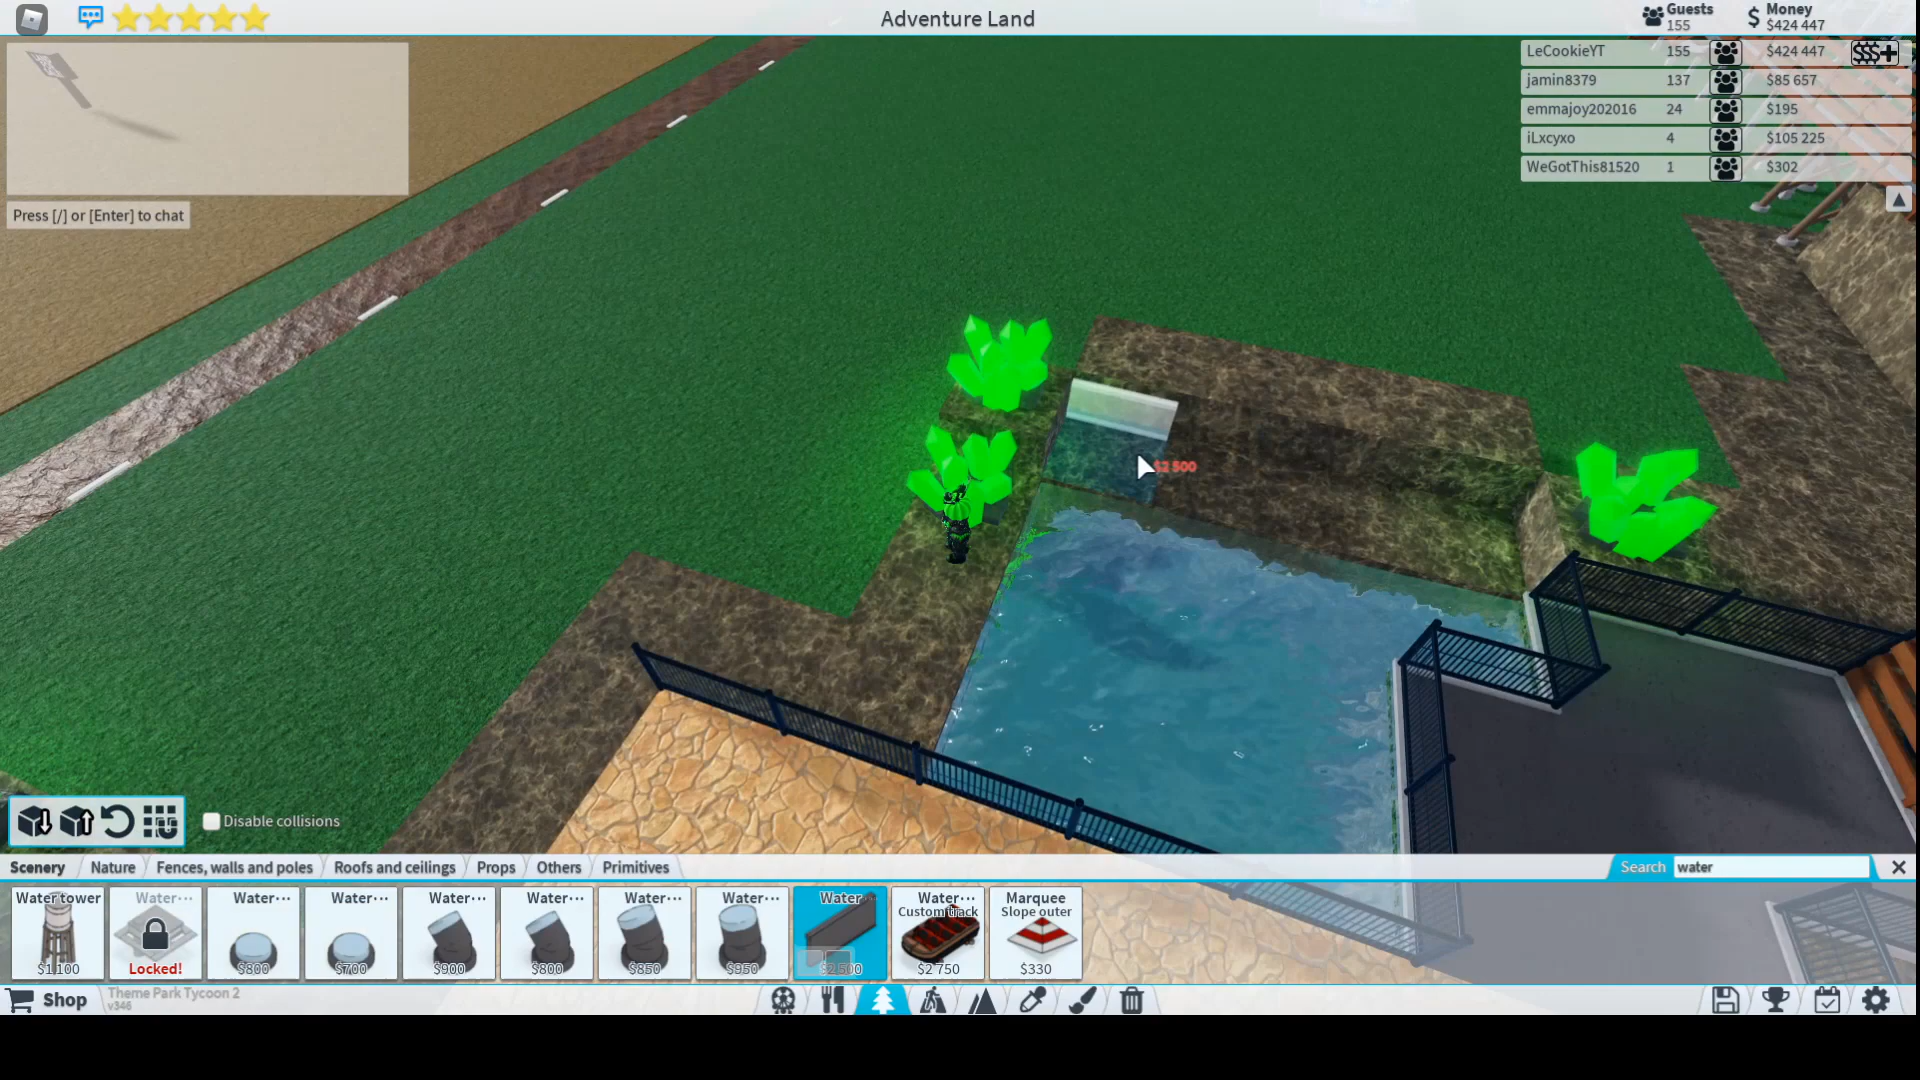 Adventure Land
Guests
155
$
Money
$424 447
LeCookieYT 155 $424 447 $$$+
jamin8379 137 $85 657
emmajoy202016 24 $195
iLxcyxo 4 $105 225
WeGotThis81520 1 $302
Press [/] or [Enter] to chat
$2 500
Disable collisions
Scenery Nature Fences, walls and poles Roofs and ceilings Props Others Primitives Search water
Water tower $1 100
Water··· Locked!
Water··· $800
Water··· $700
Water··· $900
Water··· $800
Water··· $850
Water··· $950
Water··· $2 500
Water··· Custom track $2 750
Marquee Slope outer $330
Shop
Theme Park Tycoon 2
v346